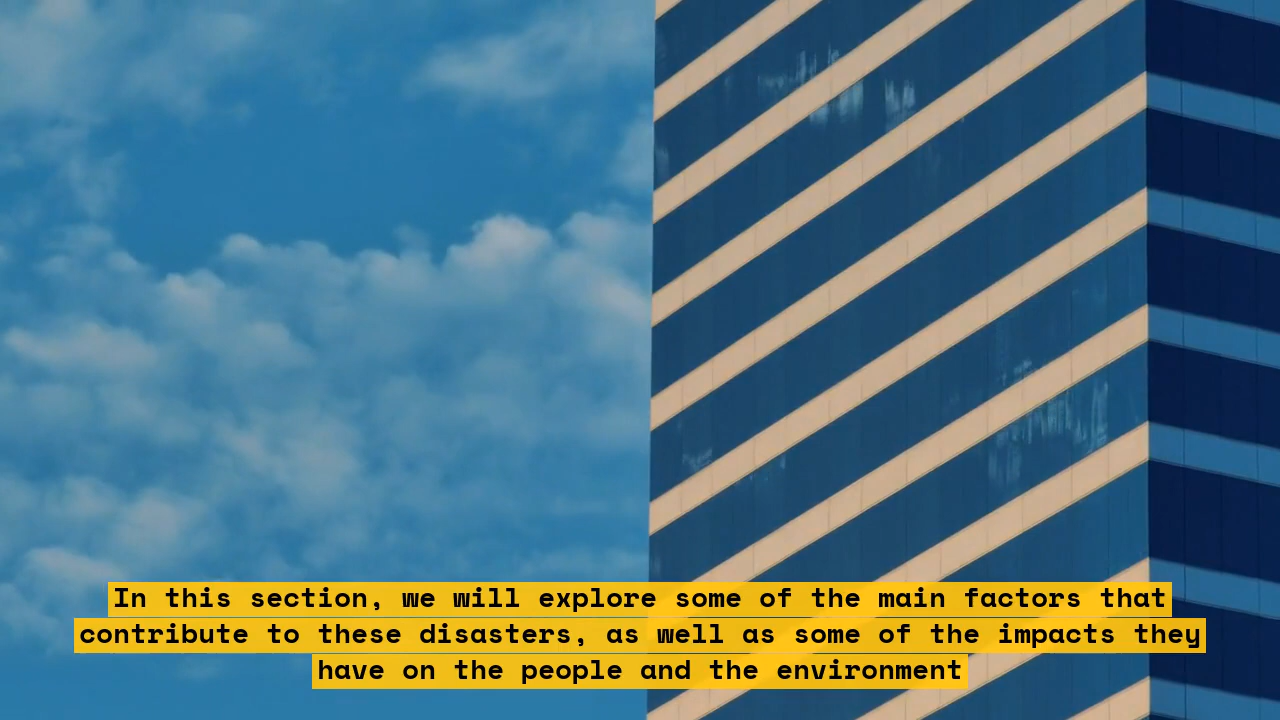 In this section, we will explore some of the main factors that
contribute to these disasters, as well as some of the impacts they
have on the people and the environment